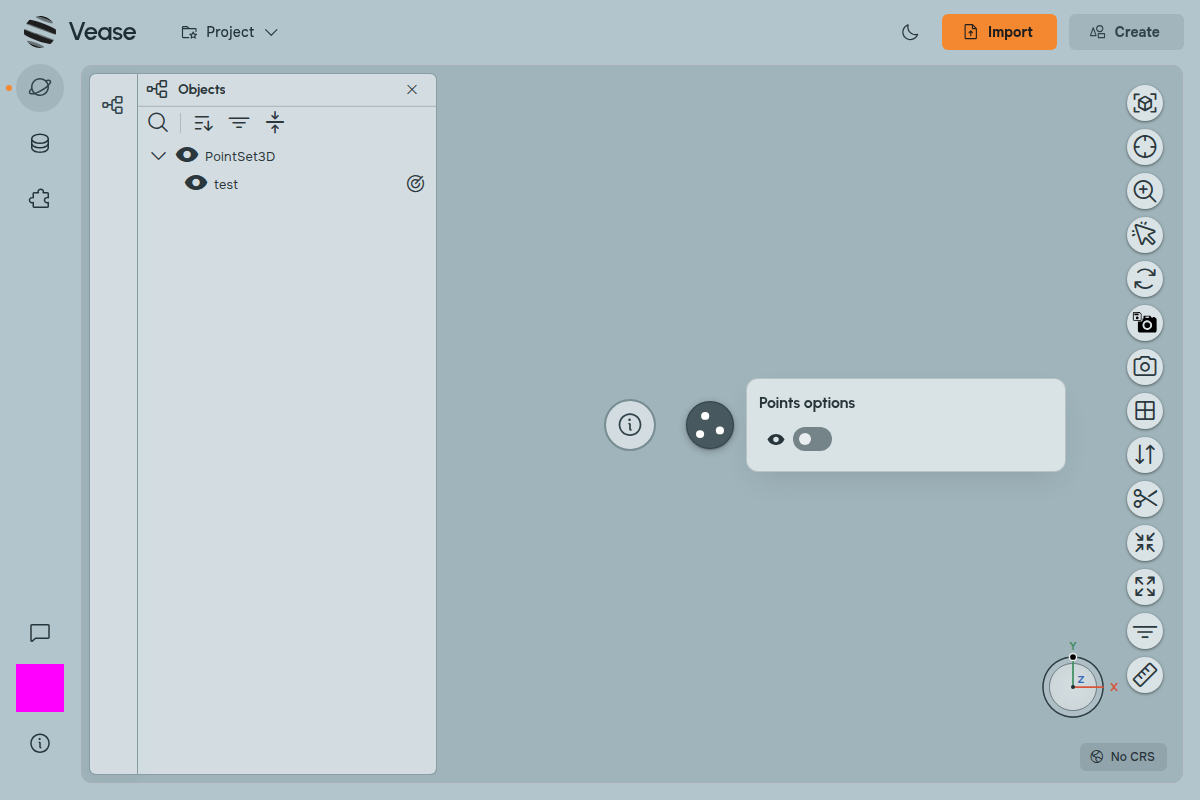 Vease
Project
Import
Create
Objects
PointSet3D
test
Points options
Y
Z
X
No CRS